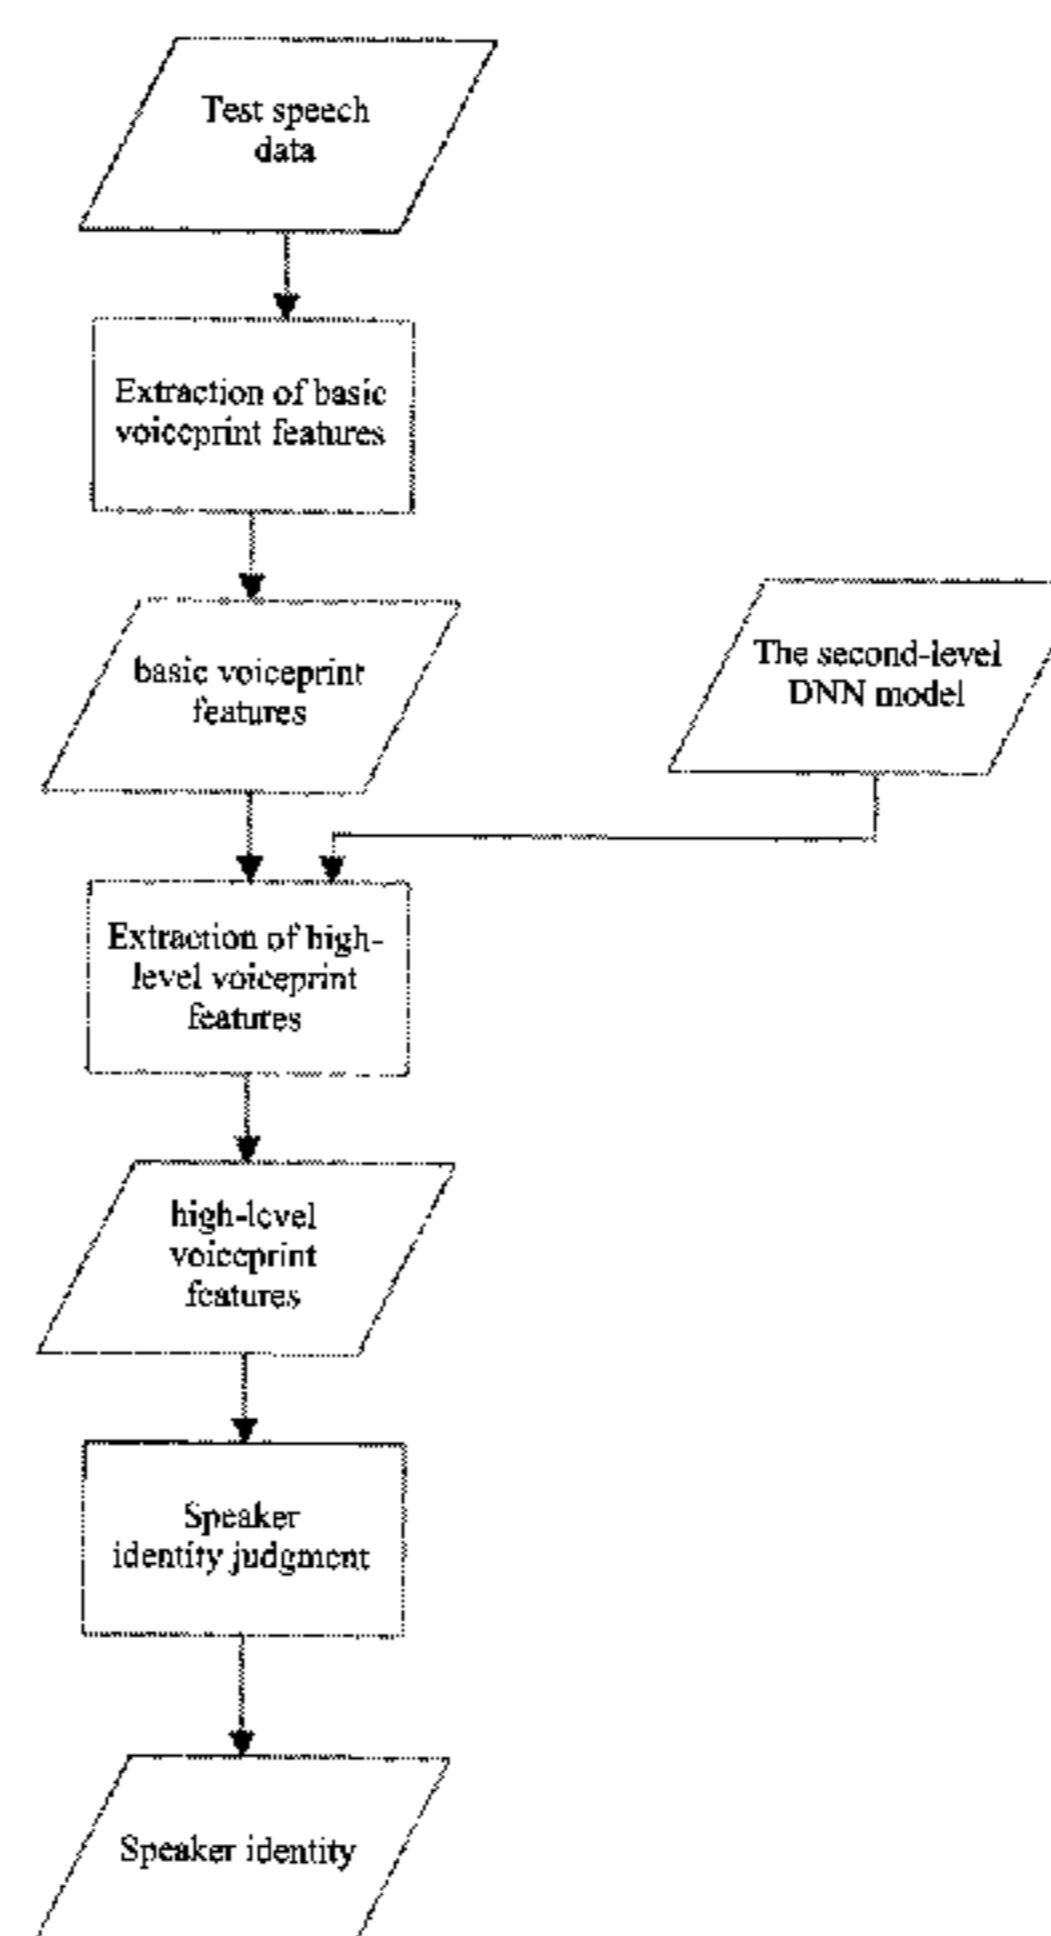 Test speech
data
Extraction of basic
voiceprint features
basic voiceprint
features
The second-level
DNN model
Extraction of high-
level voiceprint
features
high-level
voiceprint
features
Speaker
identity judgment
Speaker identity